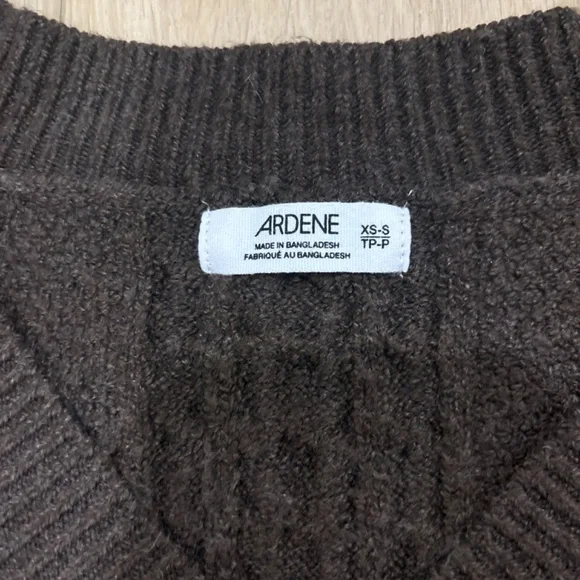 ARDENE
MADE IN BANGLADESH
FABRIQUÉ AU BANGLADESH
XS-S
TP-P